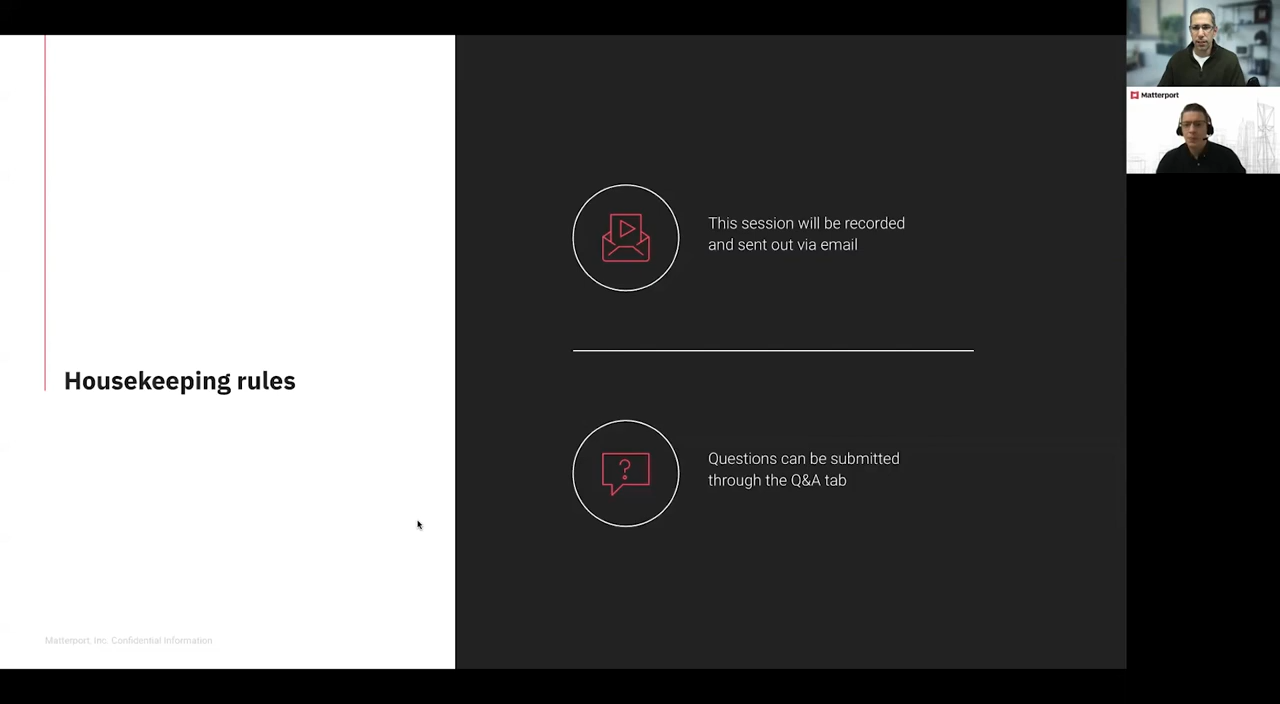 Matterport
This session will be recorded
and sent out via email
Housekeeping rules
?
Questions can be submitted
through the Q&A tab
Matterport, Inc. Confidential Information